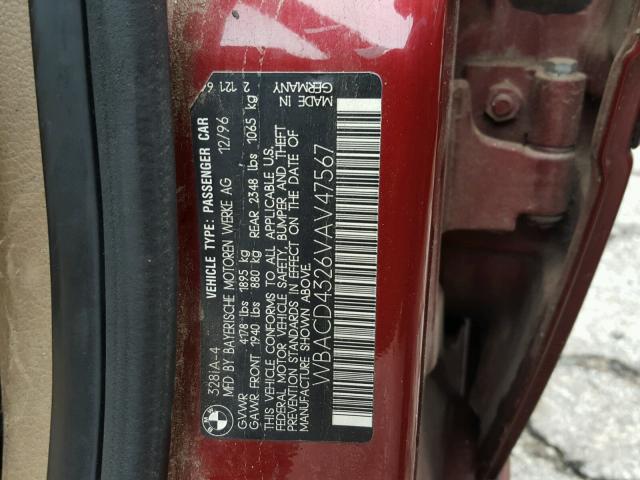 328iA-4 VEHICLE TYPE: PASSENGER CAR
MFD BY BAYERISCHE MOTOREN WERKE AG 12/96
GVWR 4178 lbs 1895 kg
GAWR FRONT 1940 lbs 880 kg REAR 2348 lbs 1065 kg
THIS VEHICLE CONFORMS TO ALL APPLICABLE U.S.
FEDERAL MOTOR VEHICLE SAFETY, BUMPER AND THEFT
PREVENTION STANDARDS IN EFFECT ON THE DATE OF
MANUFACTURE SHOWN ABOVE.
WBACD4326VAV47567
2 121 6
MADE IN
GERMANY